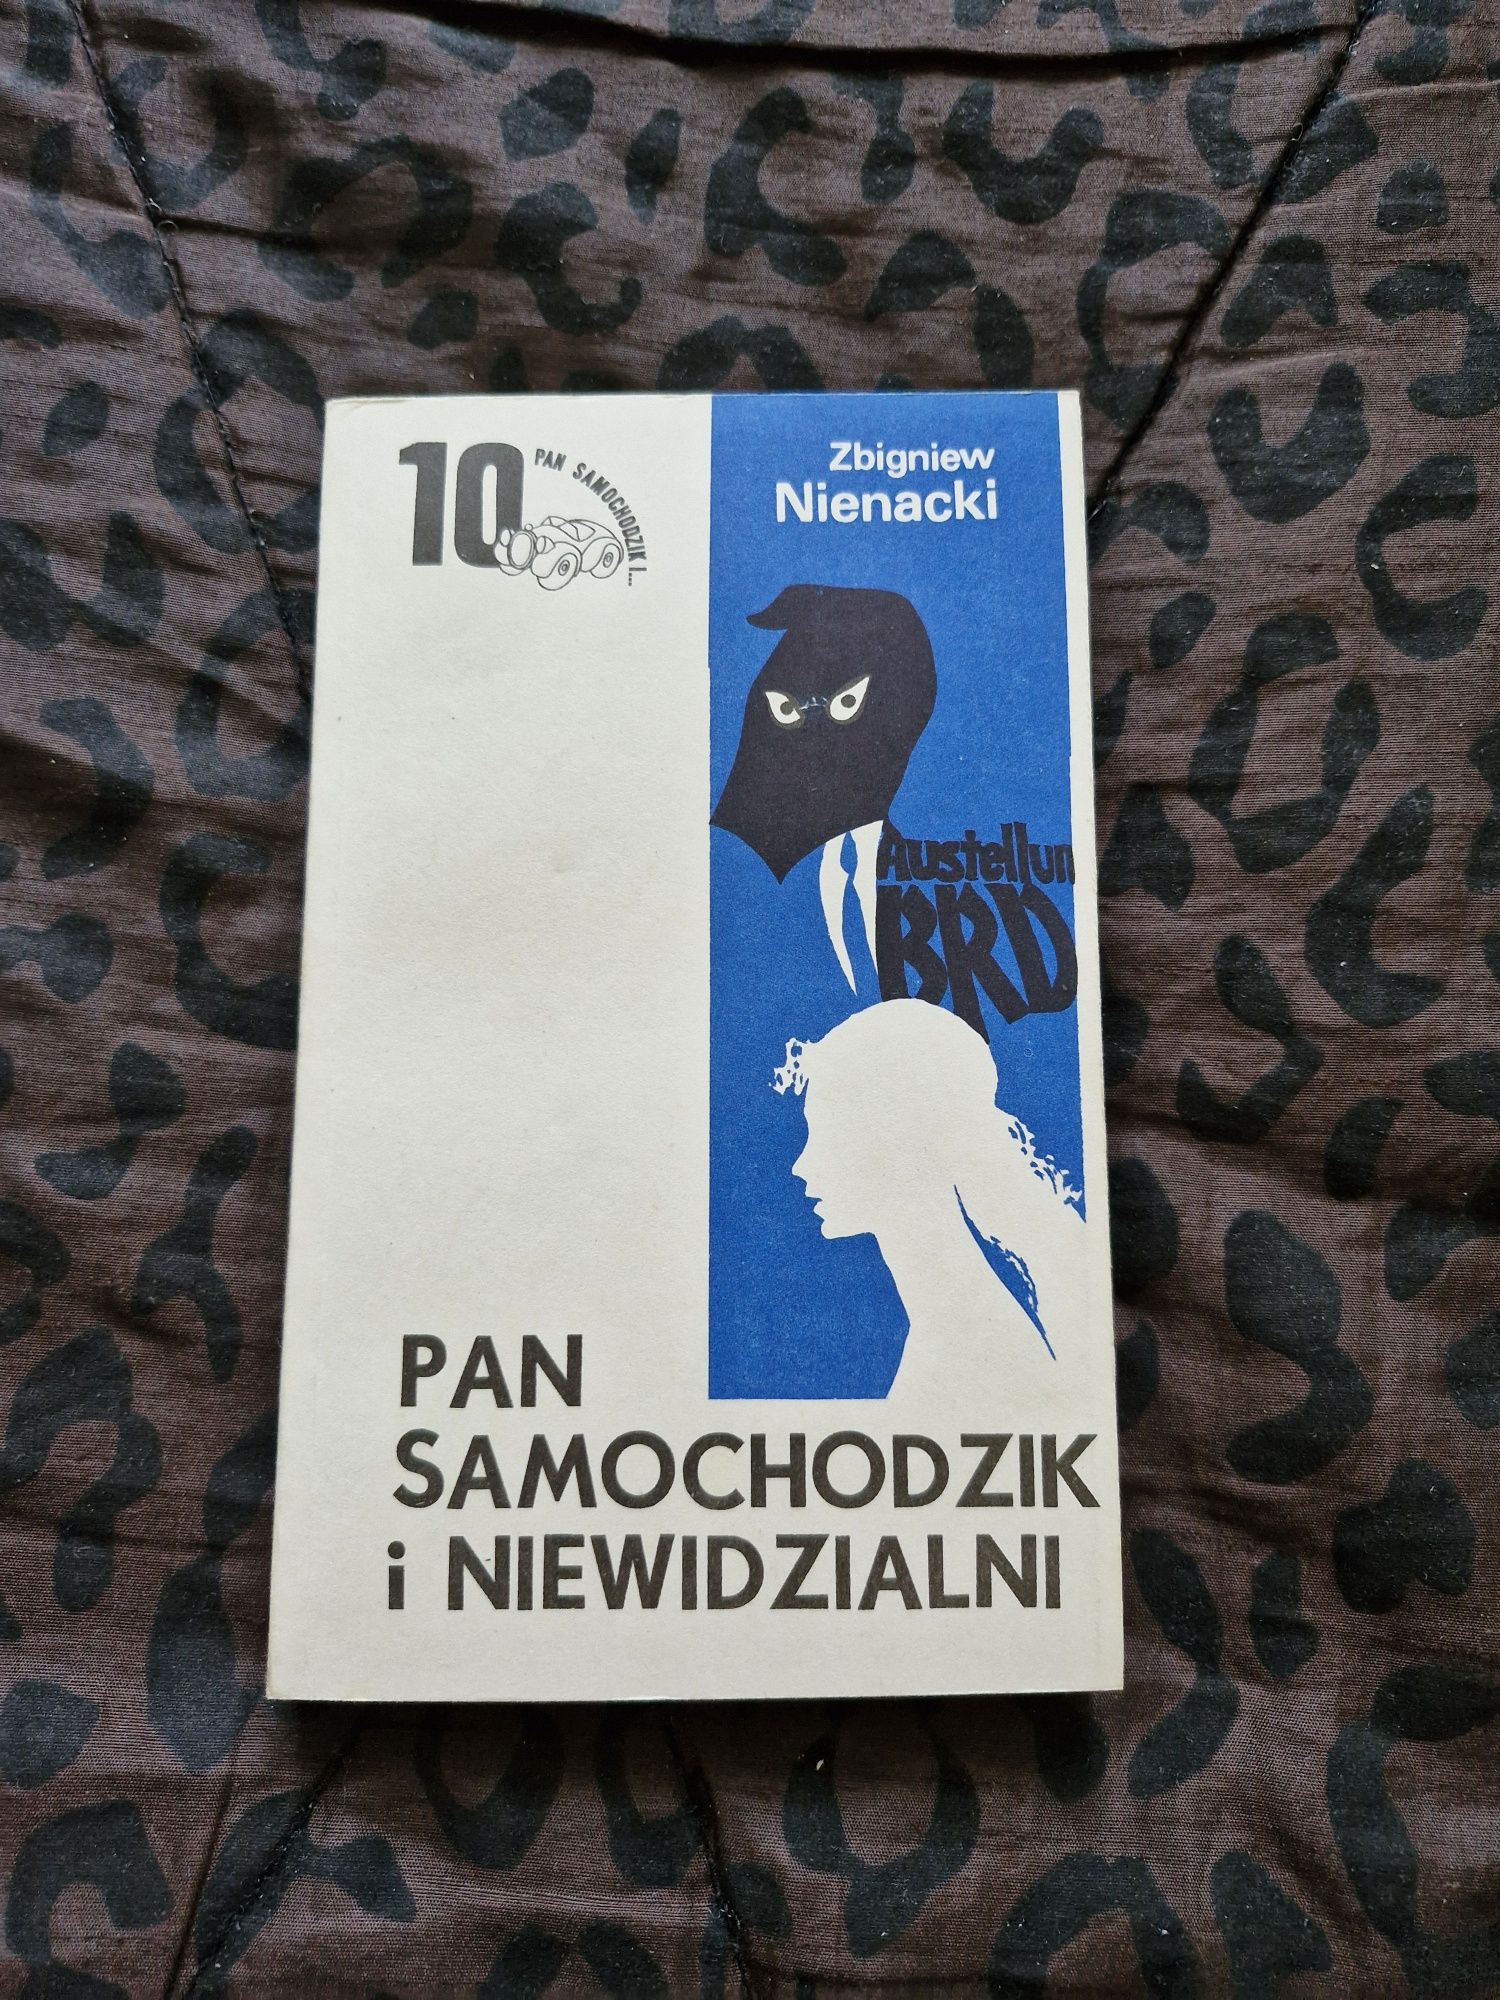 10
PAN SAMOCHODZIK I...
Zbigniew
Nienacki
Austellun
BRD
PAN
SAMOCHODZIK
i NIEWIDZIALNI